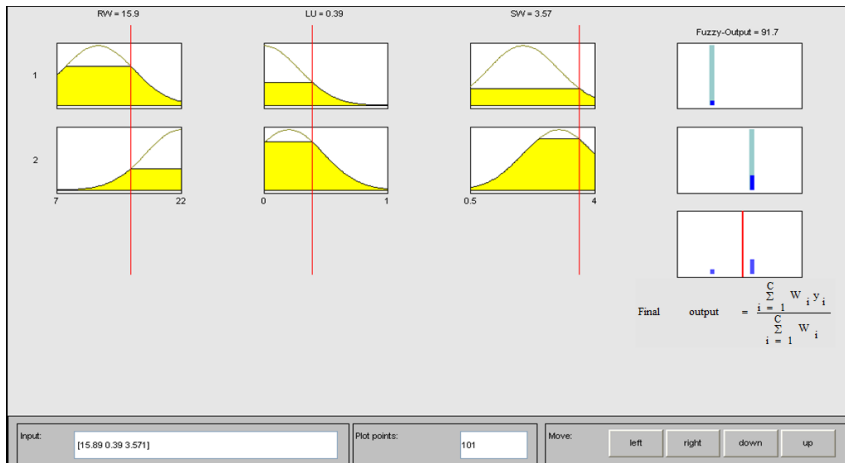 RW = 15.9
LU = 0.39
SW = 3.57
Fuzzy-Output = 91.7
1
2
7
22
0
1
0.5
4
Final output = C Σ i = 1 W i y i
C Σ i = 1 W i
Input:
[15.89 0.39 3.571]
Plot points:
101
Move:
left
right
down
up